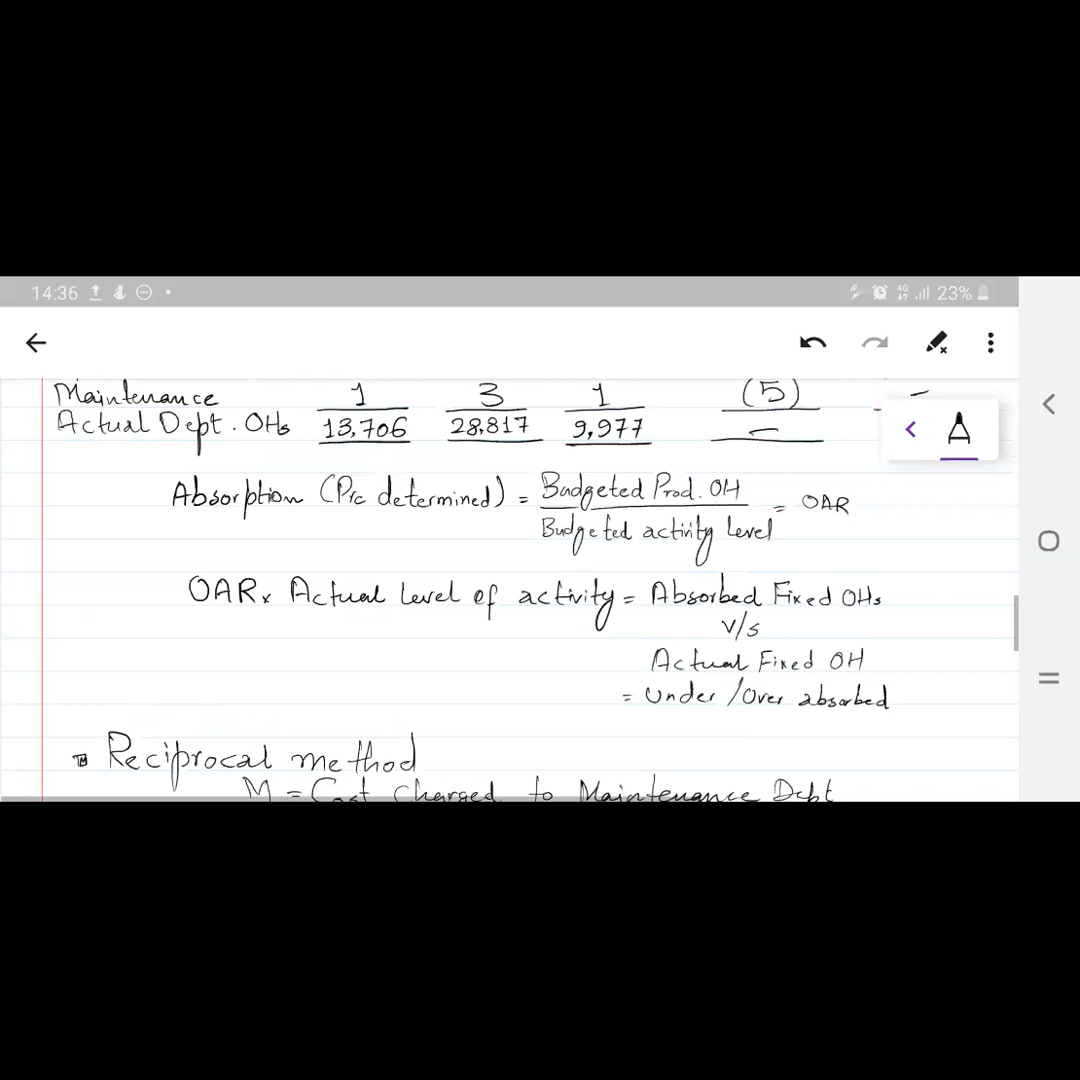 14:36 4G 23%
Maintenance 1 3 1 (5) –
Actual Dept. OHs 13,706 28,817 9,977 –
Absorption (Pre determined) = Budgeted Prod. OH / Budgeted activity level = OAR
OAR x Actual Level of activity = Absorbed Fixed OHs
V/s
Actual Fixed OH
= Under /Over absorbed
Reciprocal method
M = Cost Charged to Maintenance Dept